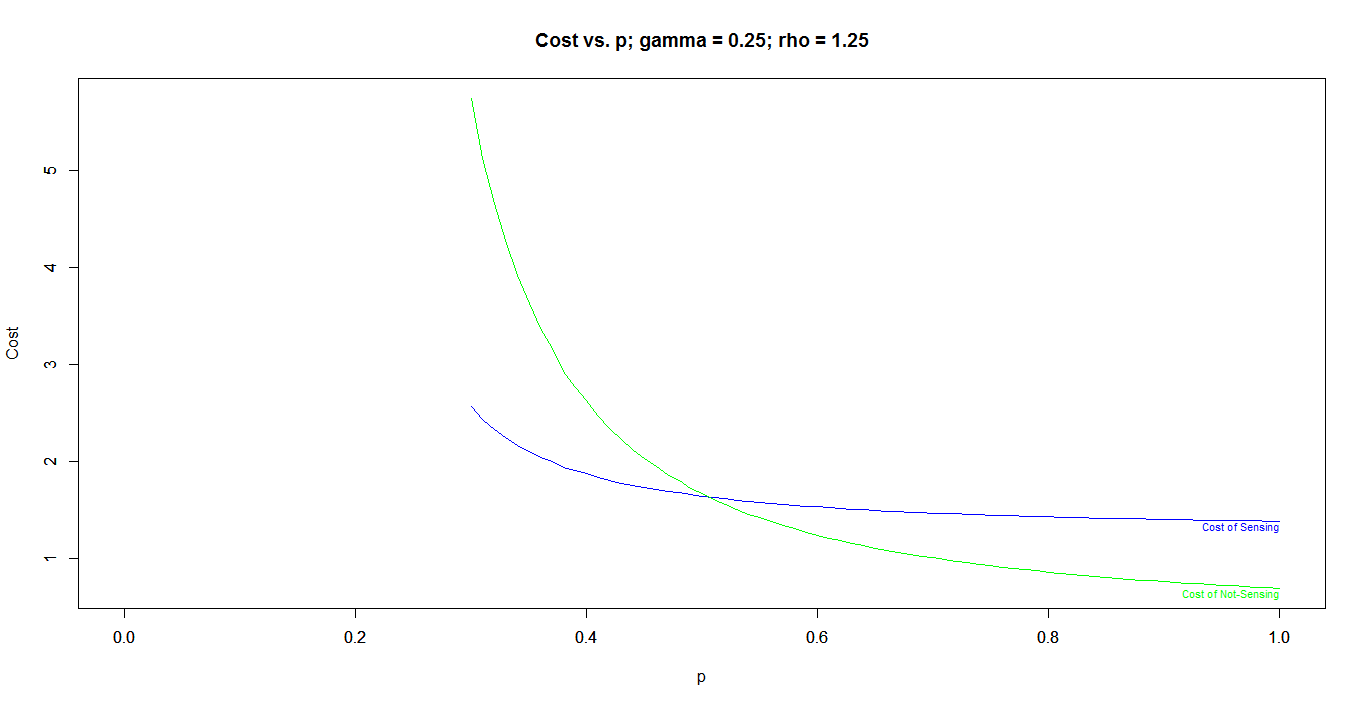 Cost vs. p; gamma = 0.25; rho = 1.25
5
4
3
2
1
Cost
Cost of Sensing
Cost of Not-Sensing
0.0 0.2 0.4 0.6 0.8 1.0
p